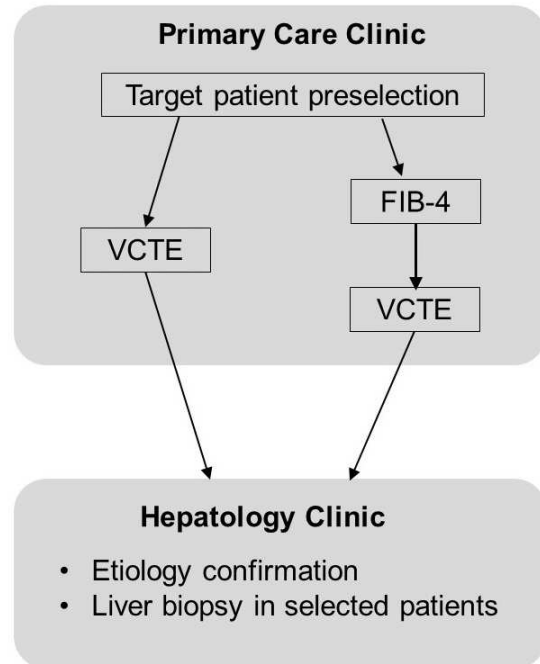 Primary Care Clinic
Target patient preselection
FIB-4
VCTE
VCTE
Hepatology Clinic
• Etiology confirmation
• Liver biopsy in selected patients